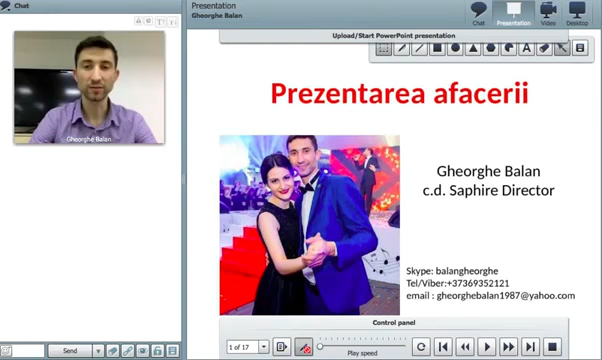 Chat
Presentation
Gheorghe Balan
Chat
Presentation
Video
Desktop
Upload/Start PowerPoint presentation
A
Gheorghe Balan
Prezentarea afacerii
Gheorghe Balan
c.d. Saphire Director
Skype: balangheorghe
Tel/Viber:+37369352121
email : gheorghebalan1987@yahoo.com
Control panel
Send
1 of 17
Play speed